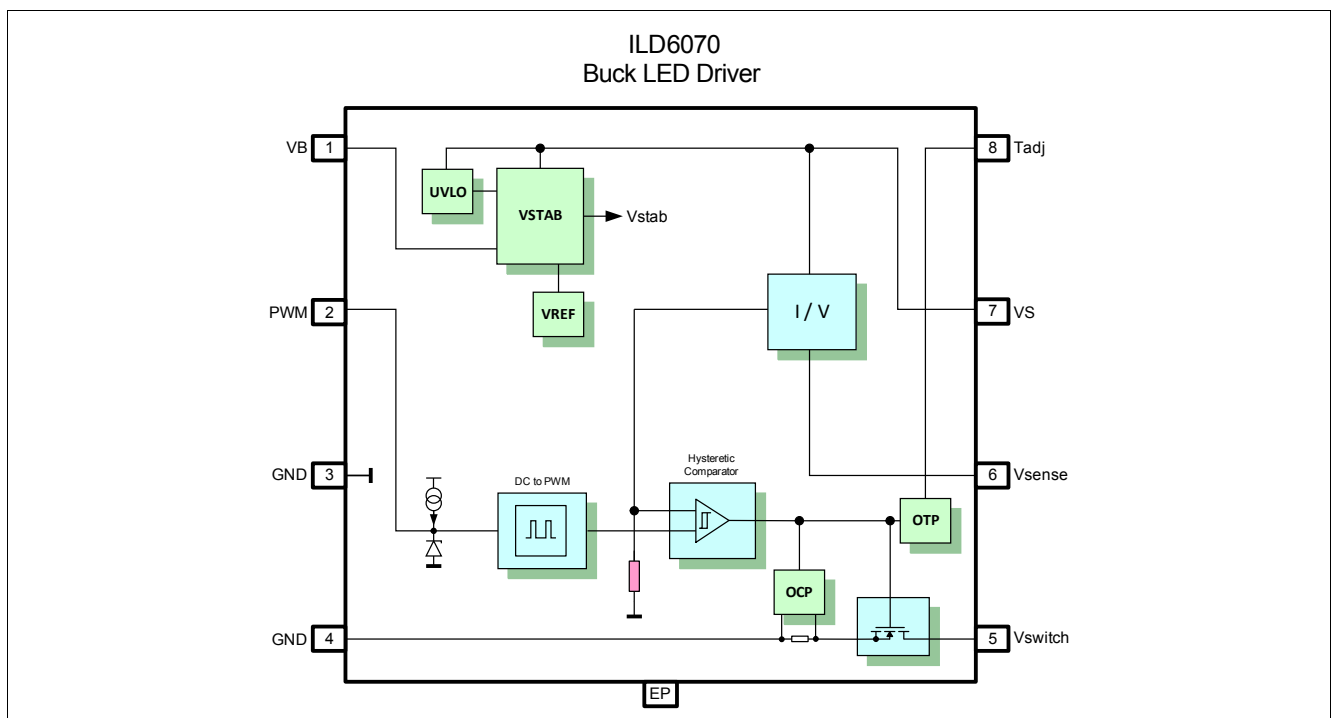 ILD6070
Buck LED Driver
VB 1
8 Tadj
UVLO
VSTAB
Vstab
PWM 2
VREF
I / V
7 VS
GND 3
Hysteretic
Comparator
6 Vsense
DC to PWM
OTP
OCP
GND 4
5 Vswitch
EP